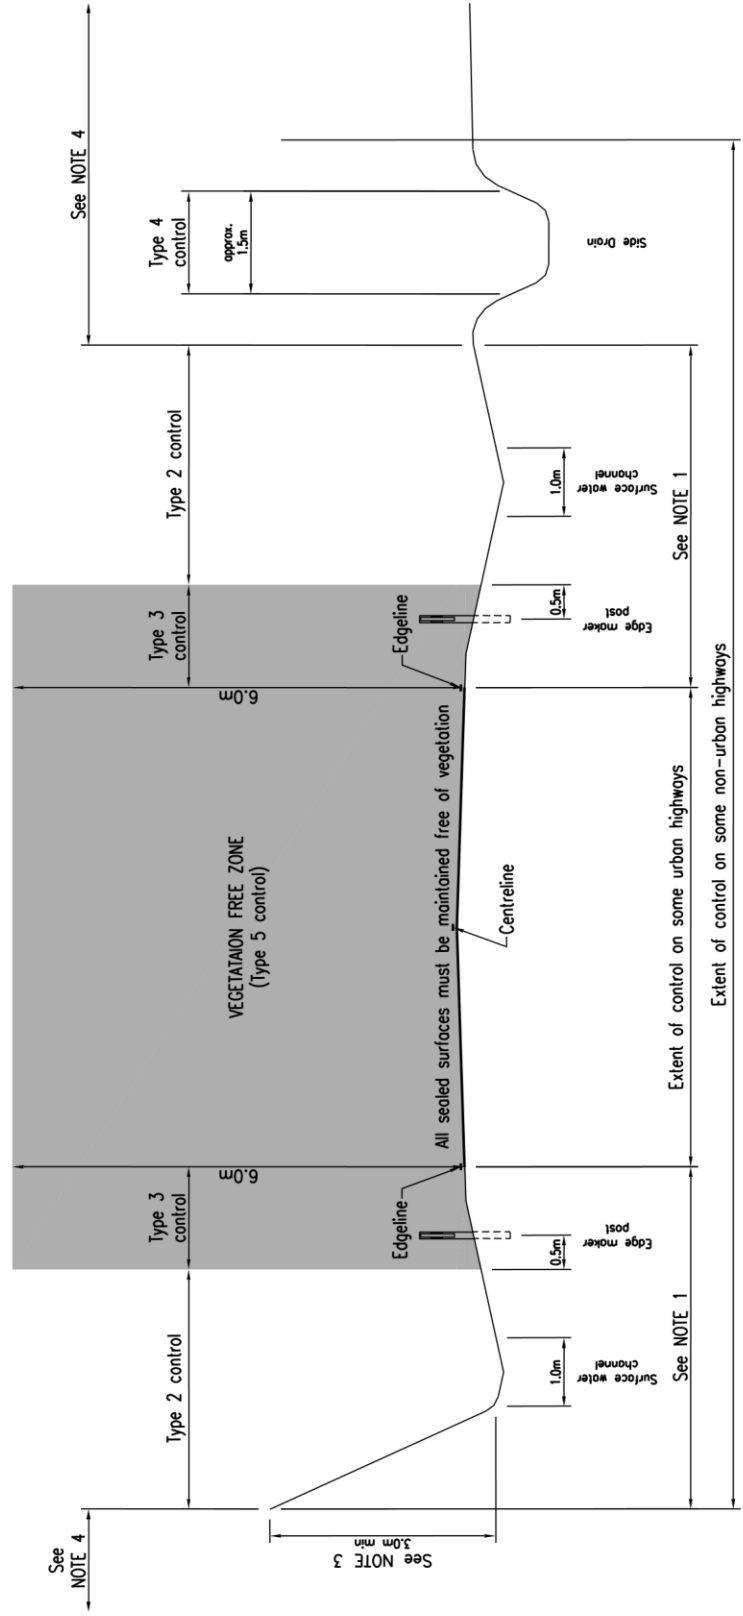 See
NOTE 4
See NOTE 4
Type 2 control
Type 3
control
Type 3
control
Type 2 control
Type 4
control
approx.
1.5m
VEGETATAION FREE ZONE
(Type 5 control)
6.0m
6.0m
All sealed surfaces must be maintained free of vegetation
Edgeline
Edgeline
Centreline
See NOTE 3
3.0m min
1.0m
Surface water
channel
0.5m
Edge maker
post
0.5m
Edge maker
post
1.0m
Surface water
channel
Side Drain
See NOTE 1
Extent of control on some urban highways
See NOTE 1
Extent of control on some non-urban highways